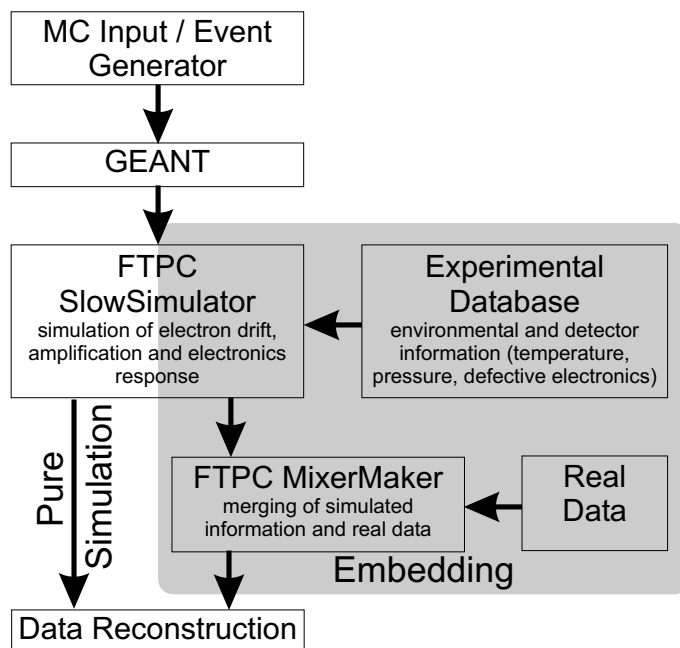 MC Input / Event
Generator
GEANT
FTPC
SlowSimulator
simulation of electron drift,
amplification and electronics
response
Experimental
Database
environmental and detector
information (temperature,
pressure, defective electronics)
Pure
Simulation
FTPC MixerMaker
merging of simulated
information and real data
Real
Data
Embedding
Data Reconstruction